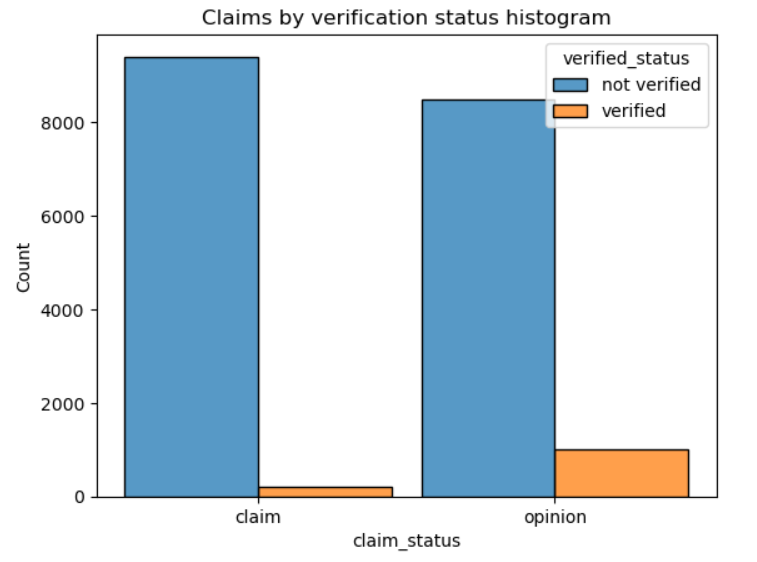 Claims by verification status histogram
verified_status
not verified
verified
8000
6000
4000
2000
0
Count
claim
opinion
claim_status